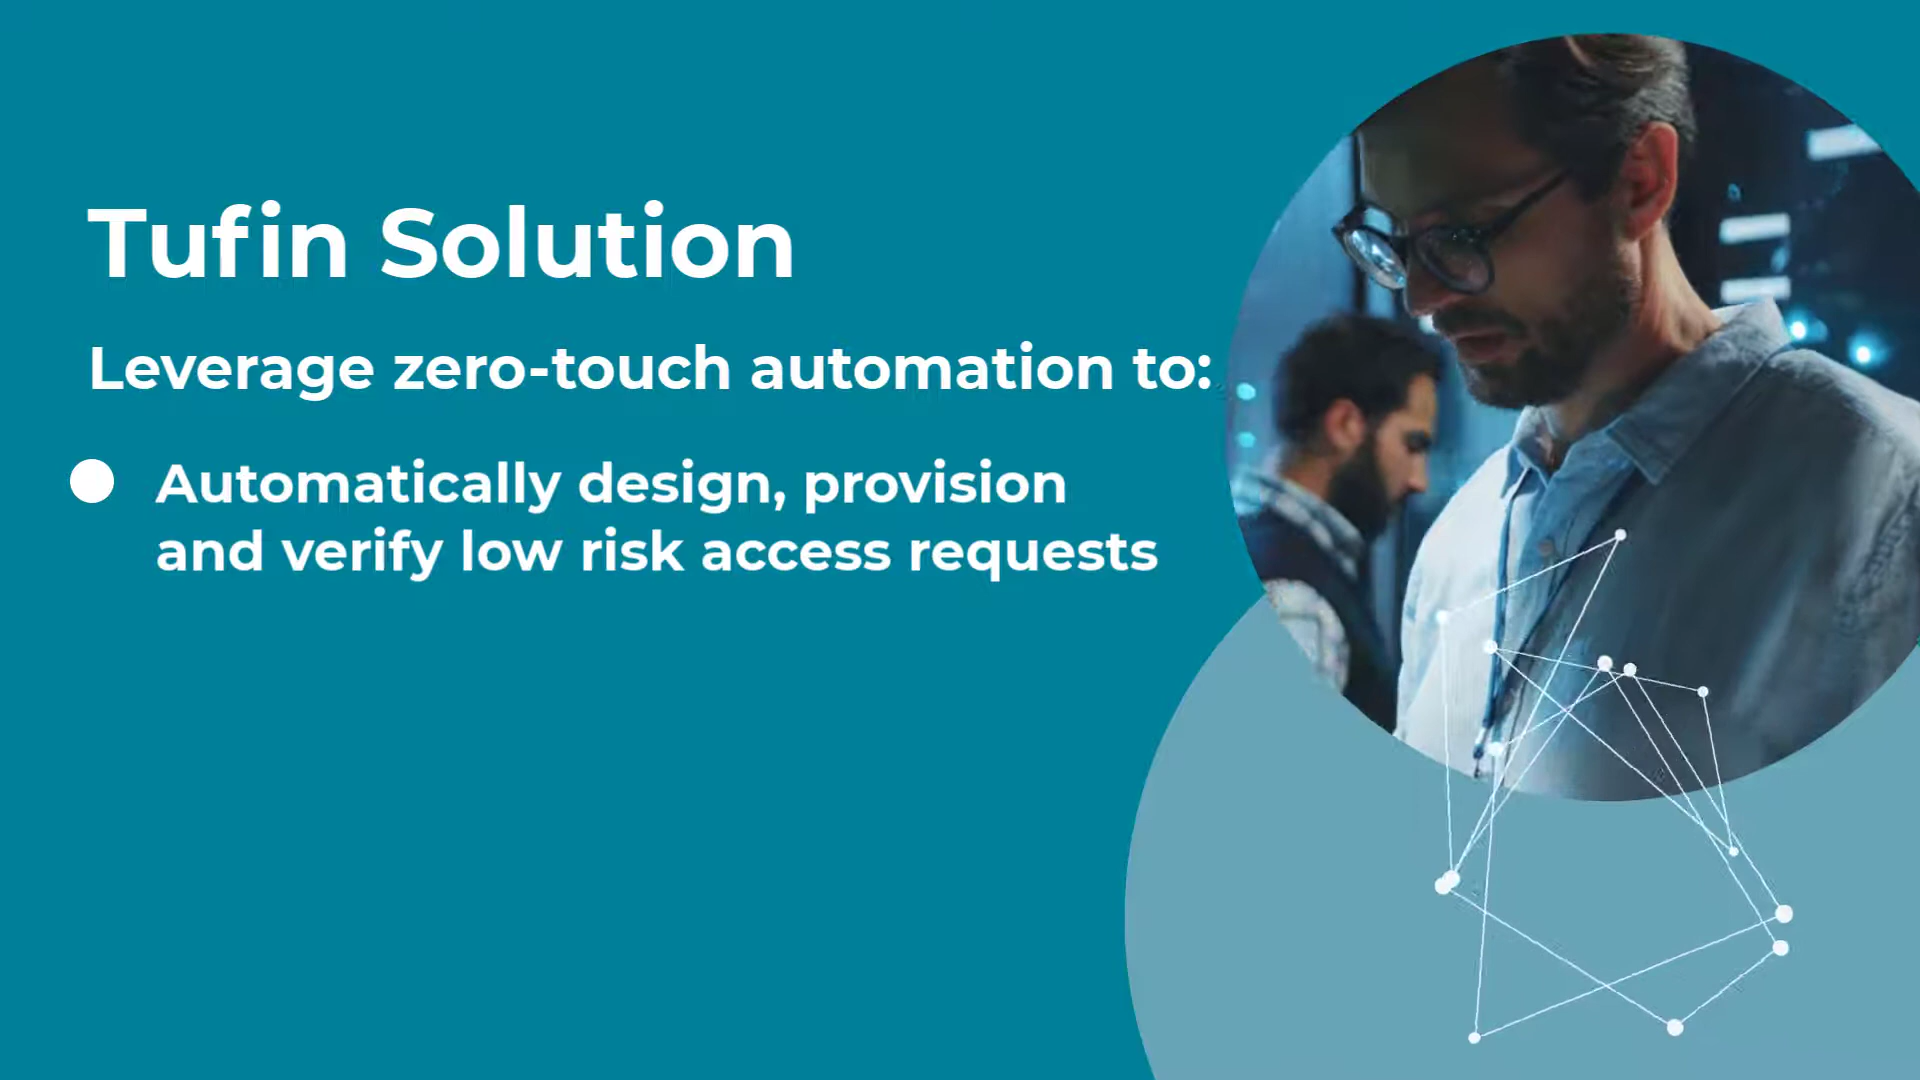 Tufin Solution
Leverage zero-touch automation to:
Automatically design, provision
and verify low risk access requests